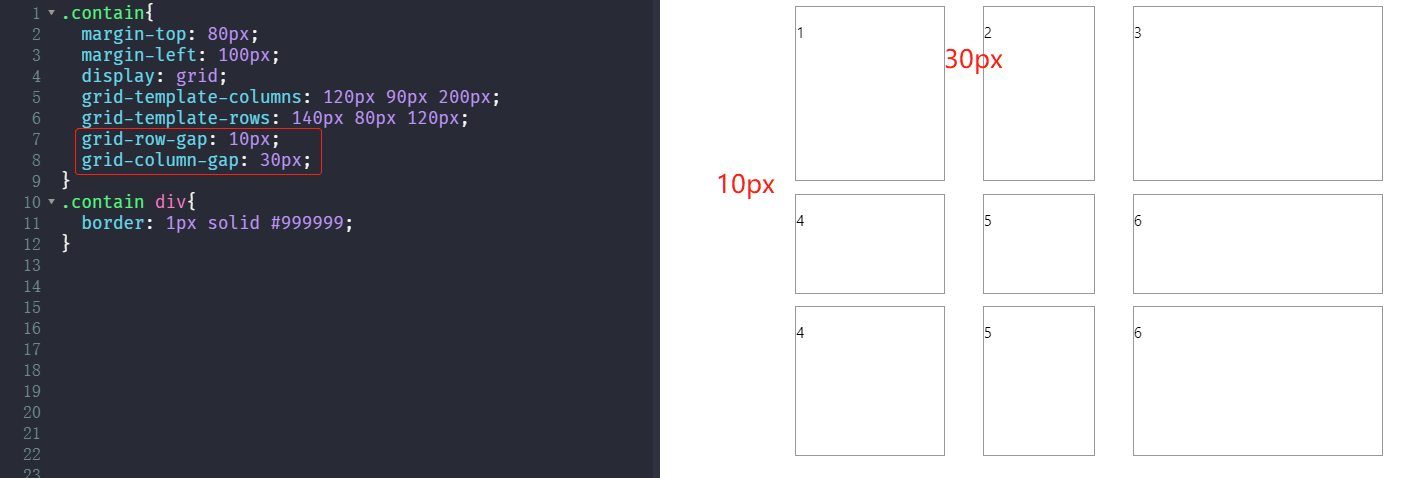 1 .contain{
2 margin-top: 80px;
3 margin-left: 100px;
4 display: grid;
5 grid-template-columns: 120px 90px 200px;
6 grid-template-rows: 140px 80px 120px;
7 grid-row-gap: 10px;
8 grid-column-gap: 30px;
9 }
10 .contain div{
11 border: 1px solid #999999;
12 }
13
14
15
16
17
18
19
20
21
22
23
1 2 3
30px
10px
4 5 6
4 5 6